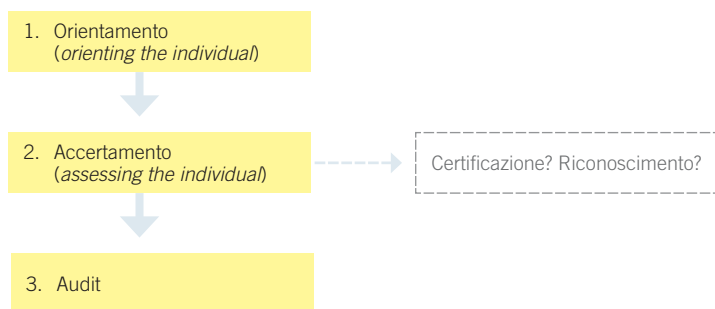 1. Orientamento
(orienting the individual)
2. Accertamento
(assessing the individual)
Certificazione? Riconoscimento?
3. Audit